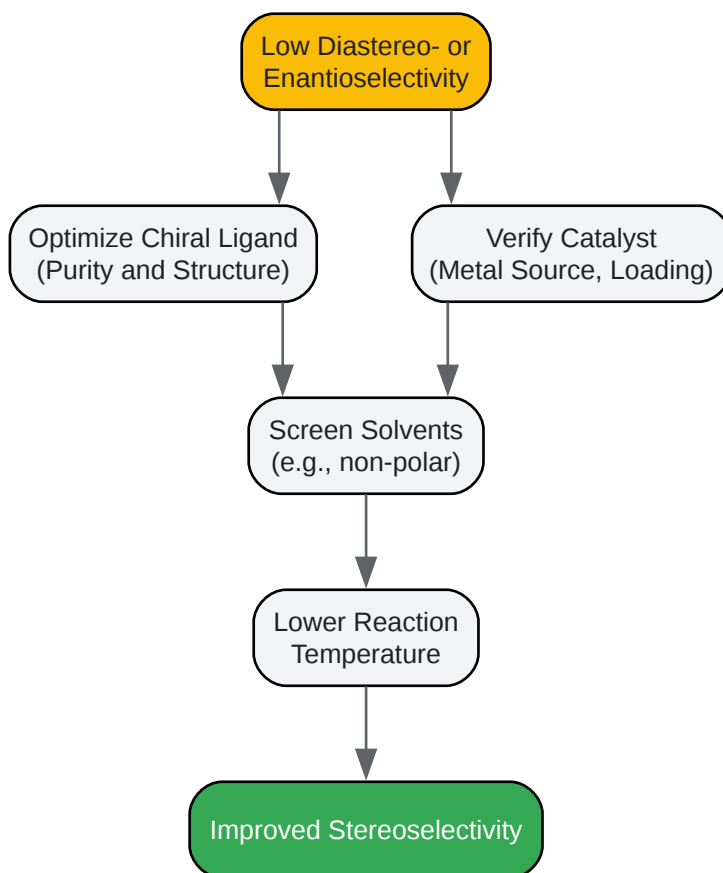 Low Diastereo- or
Enantioselectivity
Optimize Chiral Ligand
(Purity and Structure)
Verify Catalyst
(Metal Source, Loading)
Screen Solvents
(e.g., non-polar)
Lower Reaction
Temperature
Improved Stereoselectivity